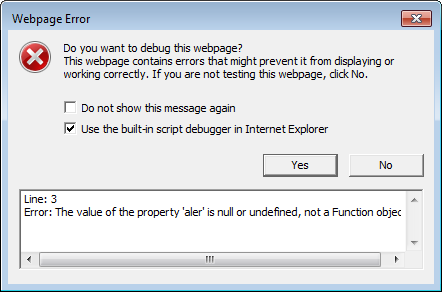 Webpage Error
Do you want to debug this webpage?
This webpage contains errors that might prevent it from displaying or
working correctly. If you are not testing this webpage, click No.
Do not show this message again
Use the built-in script debugger in Internet Explorer
Yes
No
Line: 3
Error: The value of the property 'aler' is null or undefined, not a Function objec